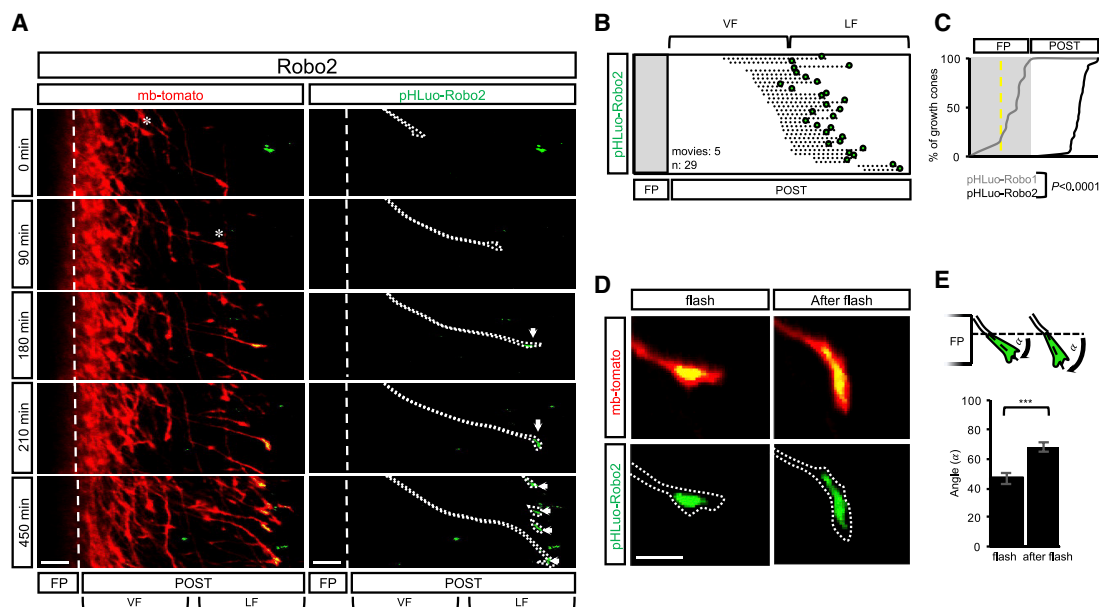 A
Robo2
mb-tomato
pHLuo-Robo2
0 min
90 min
180 min
210 min
450 min
*
*
FP
POST
FP
POST
VF
LF
VF
LF
B
VF
LF
pHLuo-Robo2
movies: 5
n: 29
FP
POST
C
FP
POST
% of growth cones
100
50
0
pHLuo-Robo1
pHLuo-Robo2
P<0.0001
D
flash
After flash
mb-tomato
pHLuo-Robo2
E
FP
α
α
***
Angle (α)
100
80
60
40
20
0
flash
after flash